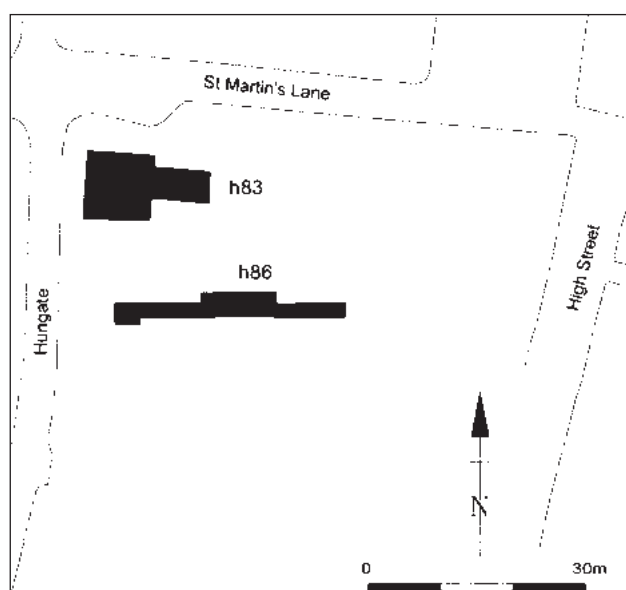 St Martin's Lane
h83
h86
Hungate
High Street
N
0 30m